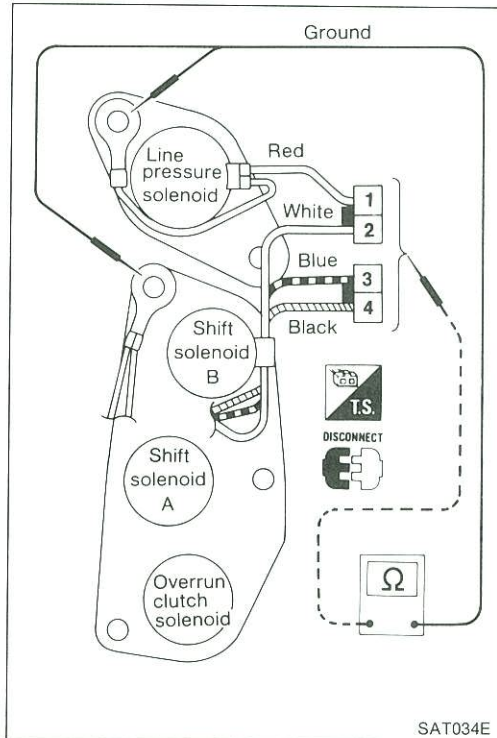 Ground
Line
pressure
solenoid
Red
White
1
2
Blue
3
4
Black
Shift
solenoid
B
T.S.
DISCONNECT
Shift
solenoid
A
Overrun
clutch
solenoid
Ω
SAT034E